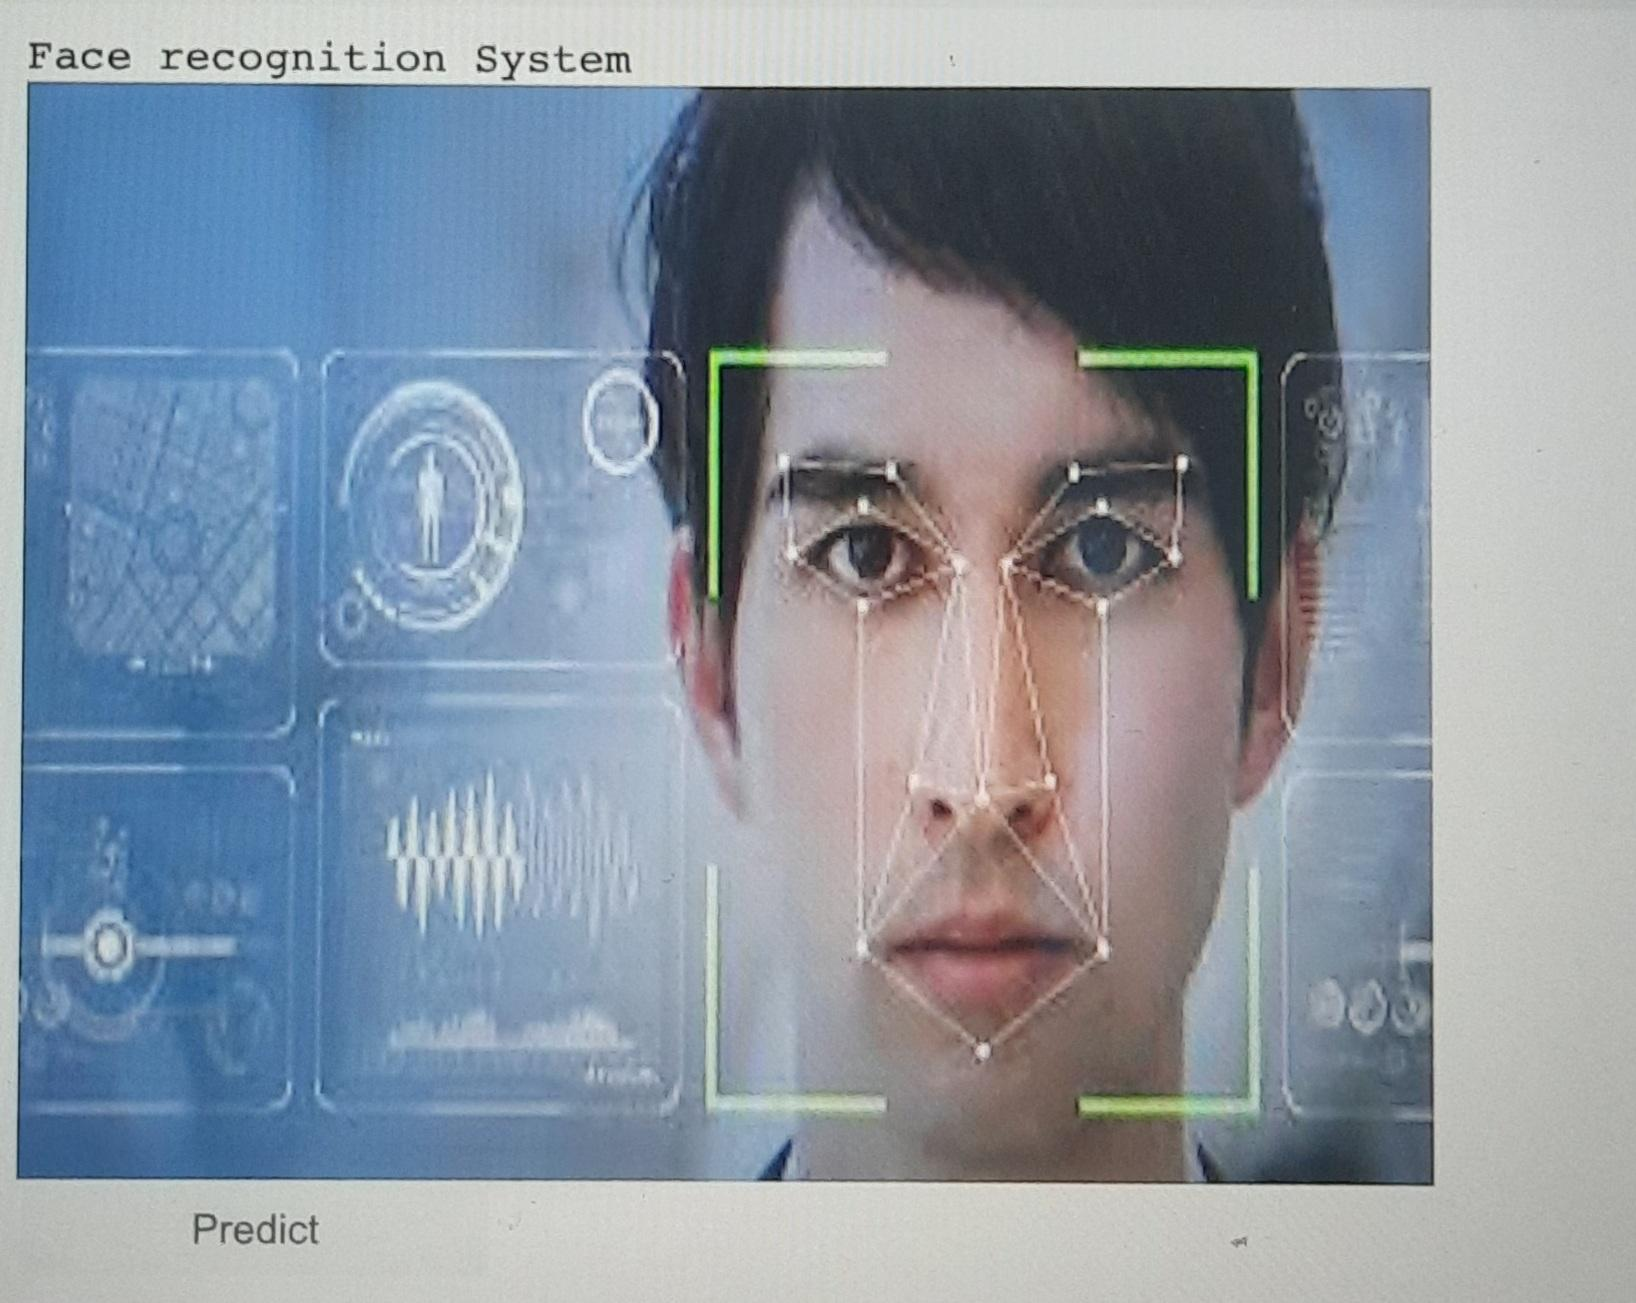 Face recognition System
Predict